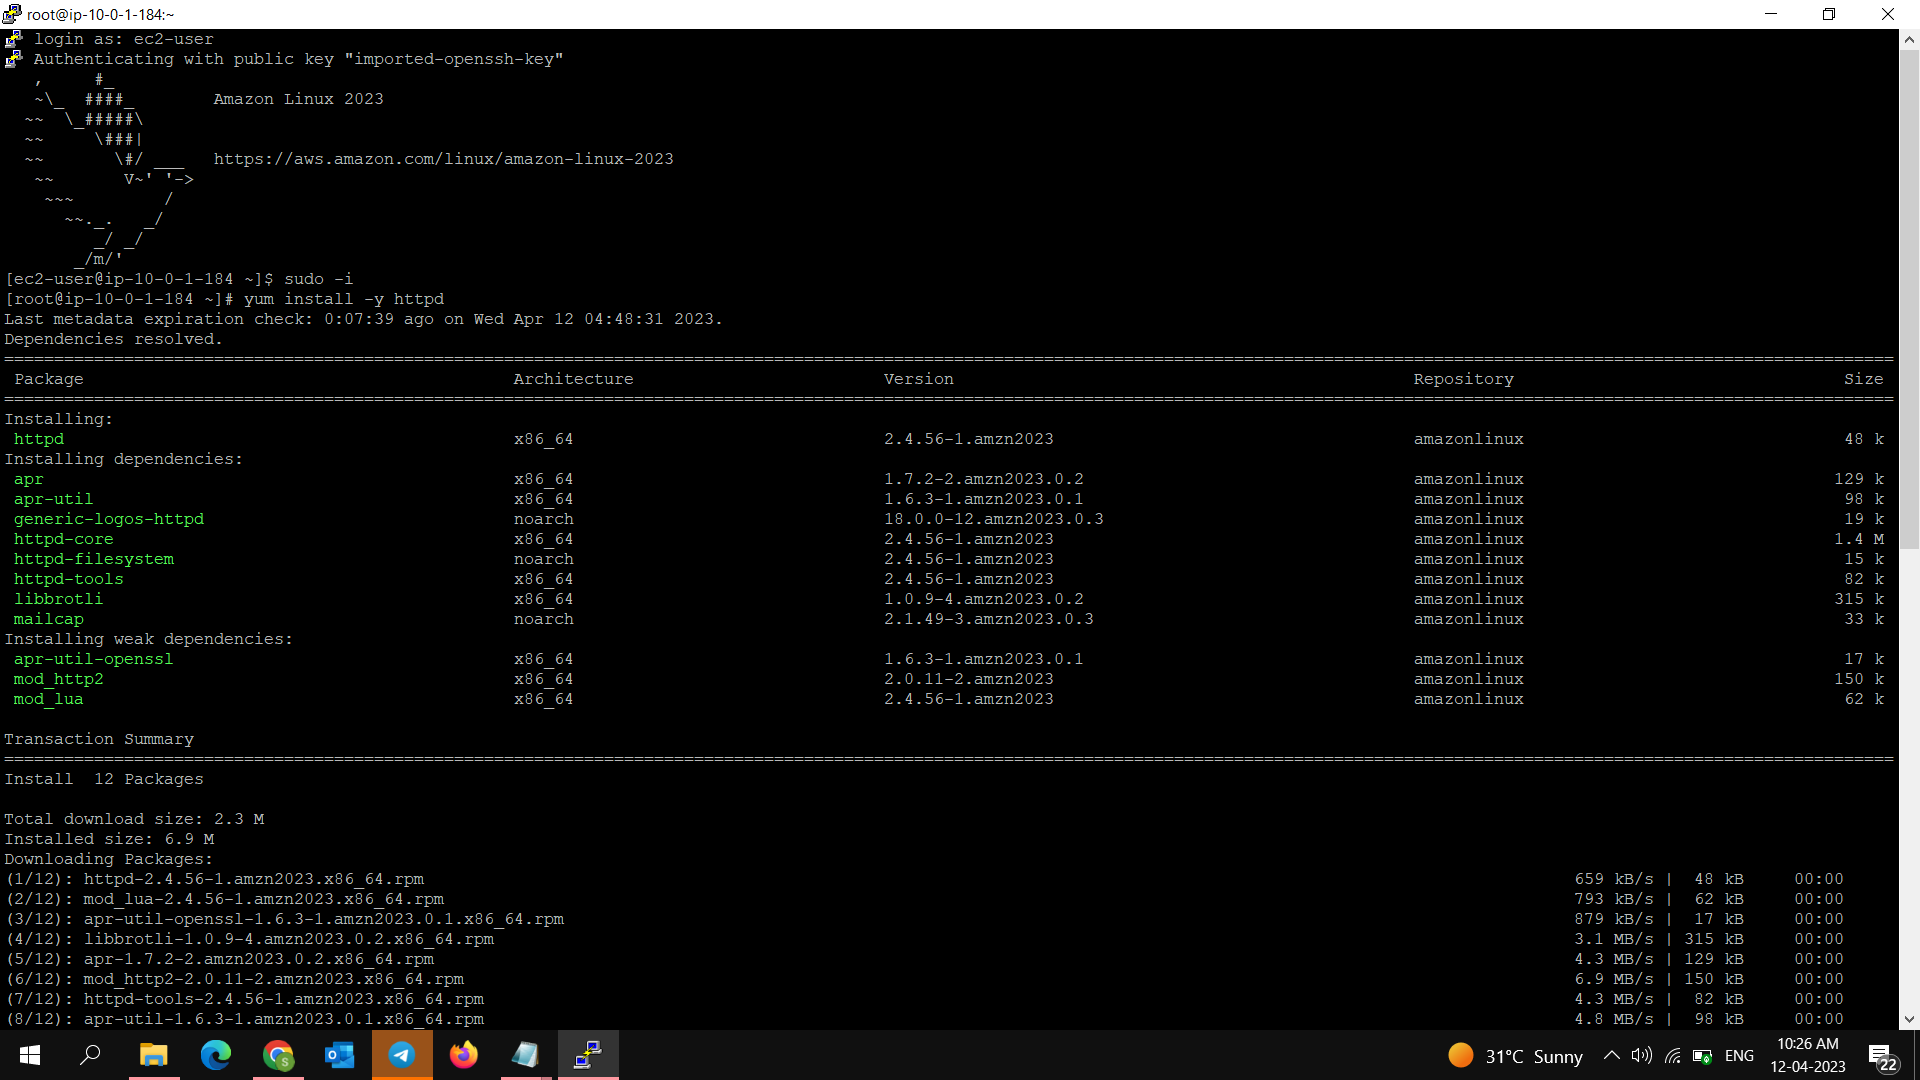 root@ip-10-0-1-184:~
login as: ec2-user
Authenticating with public key "imported-openssh-key"
   ,     #_
   ~\_  ####_        Amazon Linux 2023
  ~~  \_#####\
  ~~     \###|
  ~~       \#/ ___   https://aws.amazon.com/linux/amazon-linux-2023
   ~~       V~' '->
    ~~~         /
      ~~._.   _/
         _/ _/
       _/m/'
[ec2-user@ip-10-0-1-184 ~]$ sudo -i
[root@ip-10-0-1-184 ~]# yum install -y httpd
Last metadata expiration check: 0:07:39 ago on Wed Apr 12 04:48:31 2023.
Dependencies resolved.
Package Architecture Version Repository Size
Installing:
httpd x86_64 2.4.56-1.amzn2023 amazonlinux 48 k
Installing dependencies:
apr x86_64 1.7.2-2.amzn2023.0.2 amazonlinux 129 k
apr-util x86_64 1.6.3-1.amzn2023.0.1 amazonlinux 98 k
generic-logos-httpd noarch 18.0.0-12.amzn2023.0.3 amazonlinux 19 k
httpd-core x86_64 2.4.56-1.amzn2023 amazonlinux 1.4 M
httpd-filesystem noarch 2.4.56-1.amzn2023 amazonlinux 15 k
httpd-tools x86_64 2.4.56-1.amzn2023 amazonlinux 82 k
libbrotli x86_64 1.0.9-4.amzn2023.0.2 amazonlinux 315 k
mailcap noarch 2.1.49-3.amzn2023.0.3 amazonlinux 33 k
Installing weak dependencies:
apr-util-openssl x86_64 1.6.3-1.amzn2023.0.1 amazonlinux 17 k
mod_http2 x86_64 2.0.11-2.amzn2023 amazonlinux 150 k
mod_lua x86_64 2.4.56-1.amzn2023 amazonlinux 62 k
Transaction Summary
Install  12 Packages
Total download size: 2.3 M
Installed size: 6.9 M
Downloading Packages:
(1/12): httpd-2.4.56-1.amzn2023.x86_64.rpm 659 kB/s |  48 kB 00:00
(2/12): mod_lua-2.4.56-1.amzn2023.x86_64.rpm 793 kB/s |  62 kB 00:00
(3/12): apr-util-openssl-1.6.3-1.amzn2023.0.1.x86_64.rpm 879 kB/s |  17 kB 00:00
(4/12): libbrotli-1.0.9-4.amzn2023.0.2.x86_64.rpm 3.1 MB/s | 315 kB 00:00
(5/12): apr-1.7.2-2.amzn2023.0.2.x86_64.rpm 4.3 MB/s | 129 kB 00:00
(6/12): mod_http2-2.0.11-2.amzn2023.x86_64.rpm 6.9 MB/s | 150 kB 00:00
(7/12): httpd-tools-2.4.56-1.amzn2023.x86_64.rpm 4.3 MB/s |  82 kB 00:00
(8/12): apr-util-1.6.3-1.amzn2023.0.1.x86_64.rpm 4.8 MB/s |  98 kB 00:00
31°C Sunny ENG 10:26 AM
12-04-2023 22